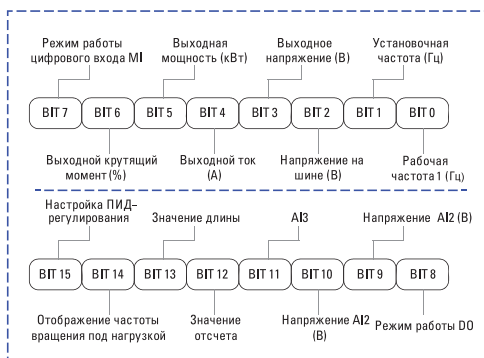 Режим работы
цифрового входа MI
Выходная
мощность (кВт)
Выходное
напряжение (В)
Установочная
частота (Гц)
BIT 7
BIT 6
BIT 5
BIT 4
BIT 3
BIT 2
BIT 1
BIT 0
Выходной крутящий
момент (%)
Выходной ток
(А)
Напряжение на
шине (В)
Рабочая
частота 1 (Гц)
Настройка ПИД–
регулирования
Значение длины
AI3
Напряжение AI2 (В)
BIT 15
BIT 14
BIT 13
BIT 12
BIT 11
BIT 10
BIT 9
BIT 8
Отображение частоты
вращения под нагрузкой
Значение
отсчета
Напряжение AI2
(В)
Режим работы DO